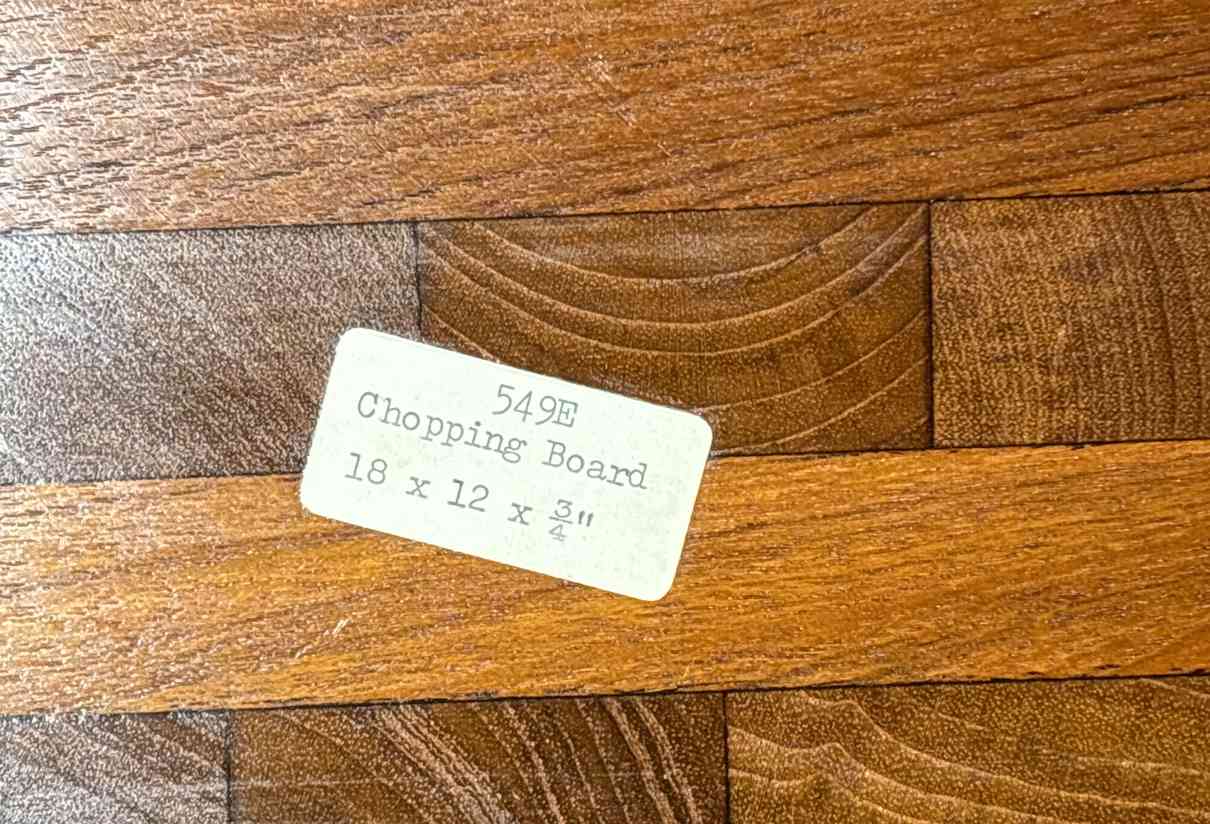 549E
Chopping Board
18 x 12 x ¾"